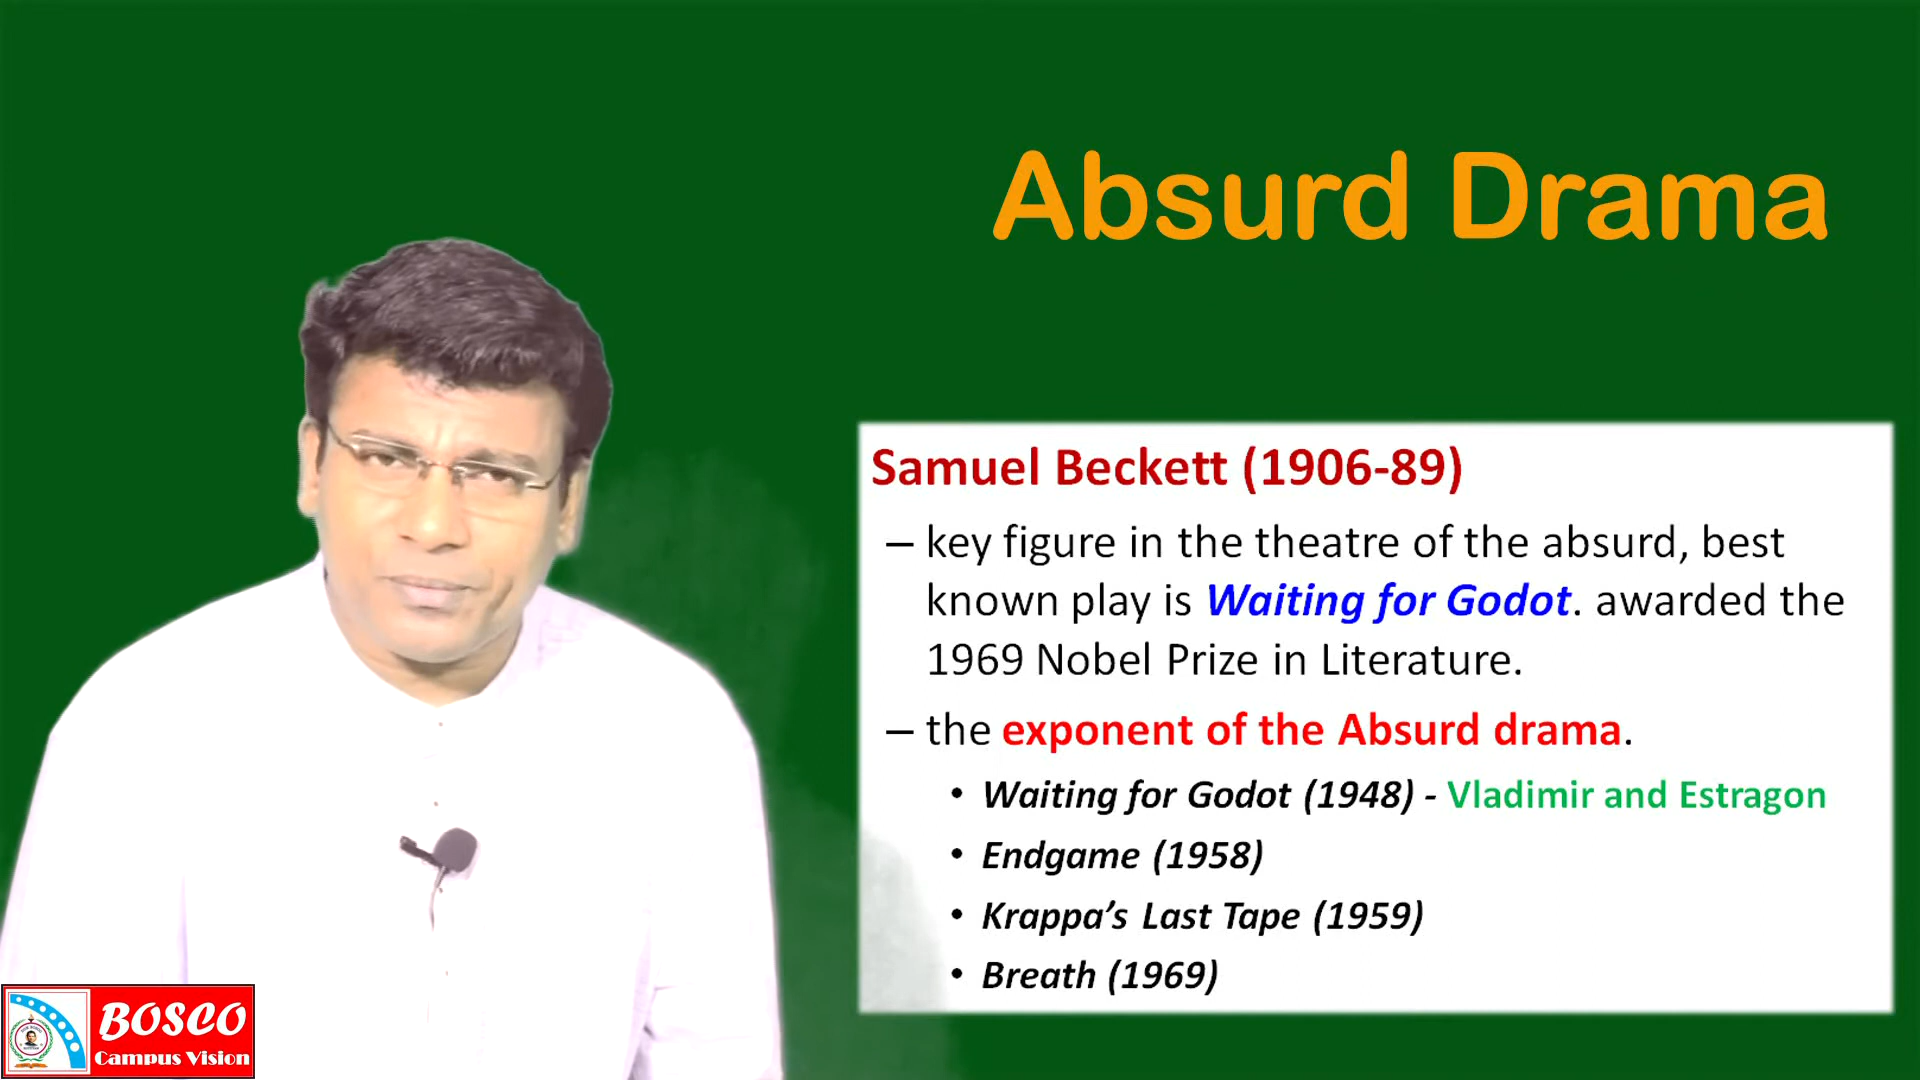 Absurd Drama
Samuel Beckett (1906-89)
– key figure in the theatre of the absurd, best
known play is Waiting for Godot. awarded the
1969 Nobel Prize in Literature.
– the exponent of the Absurd drama.
• Waiting for Godot (1948) - Vladimir and Estragon
• Endgame (1958)
• Krappa's Last Tape (1959)
• Breath (1969)
BOSCO
Campus Vision